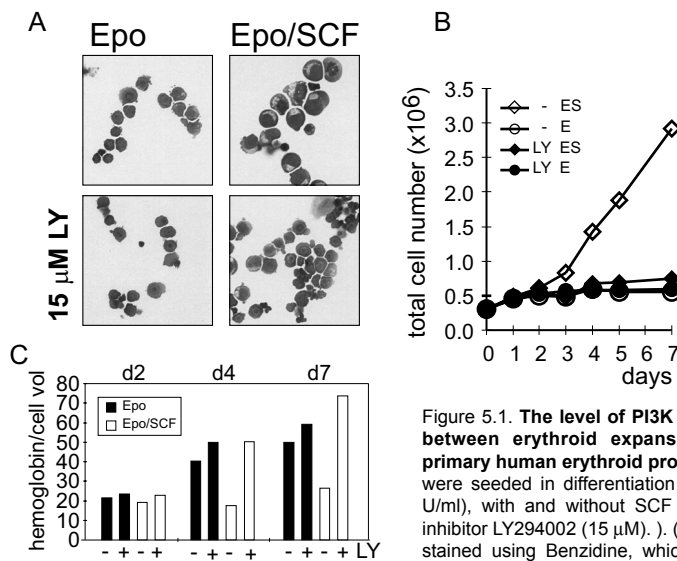 A
Epo
Epo/SCF
15 μM LY
B
total cell number (x10⁶)
3.5
3.0
2.5
2.0
1.5
1.0
0.5
0.0
- ES
- E
LY ES
LY E
0 1 2 3 4 5 7
days
C
d2 d4 d7
hemoglobin/cell vol
80
70
60
50
40
30
20
10
0
Epo
Epo/SCF
- + - + - + - + - + - + LY
Figure 5.1. The level of PI3K
between erythroid expans
primary human erythroid pro
were seeded in differentiation
U/ml), with and without SCF
inhibitor LY294002 (15 μM). ). (
stained using Benzidine, whic